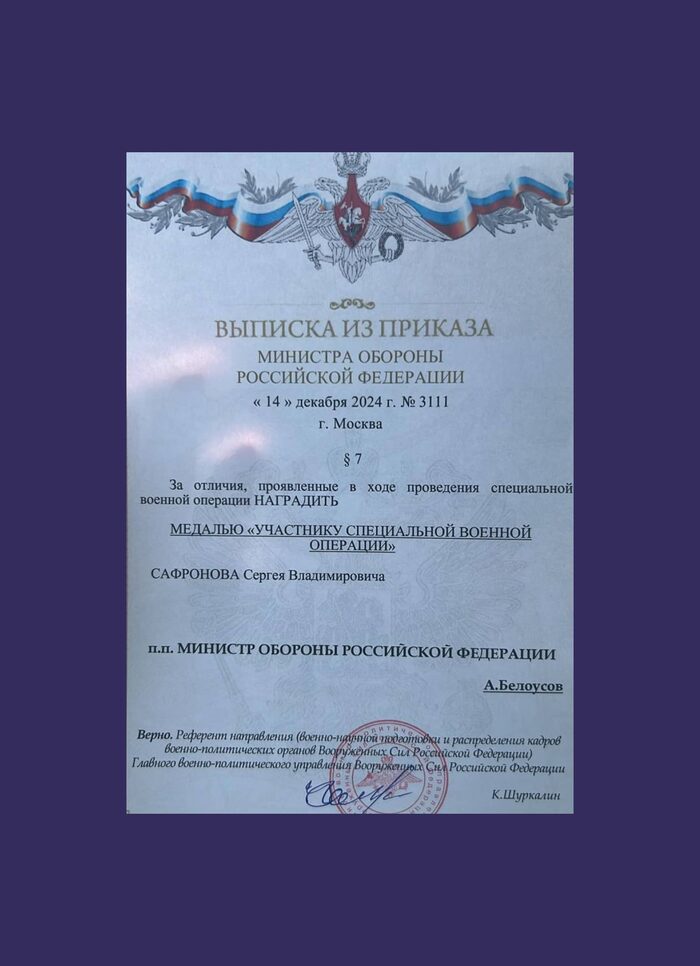 ВЫПИСКА ИЗ ПРИКАЗА
МИНИСТРА ОБОРОНЫ
РОССИЙСКОЙ ФЕДЕРАЦИИ
« 14 » декабря 2024 г. № 3111
г. Москва
§ 7
За отличия, проявленные в ходе проведения специальной
военной операции НАГРАДИТЬ
МЕДАЛЬЮ «УЧАСТНИКУ СПЕЦИАЛЬНОЙ ВОЕННОЙ
ОПЕРАЦИИ»
САФРОНОВА Сергея Владимировича
п.п. МИНИСТР ОБОРОНЫ РОССИЙСКОЙ ФЕДЕРАЦИИ
А.Белоусов
Верно. Референт направления (военно-научной подготовки и распределения кадров
военно-политических органов Вооруженных Сил Российской Федерации)
Главного военно-политического управления Вооруженных Сил Российской Федерации
К.Шуркалин